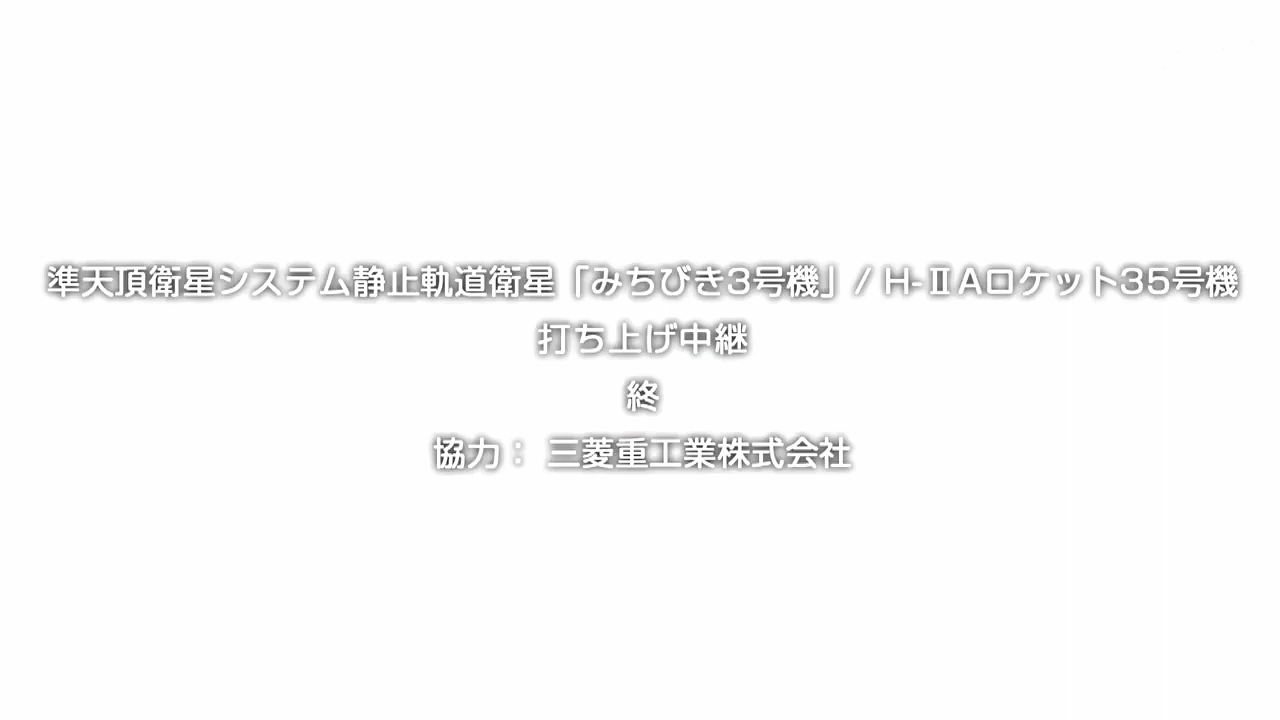 準天頂衛星システム静止軌道衛星「みちびき3号機」/ H-ⅡAロケット35号機
打ち上げ中継
終
協力： 三菱重工業株式会社